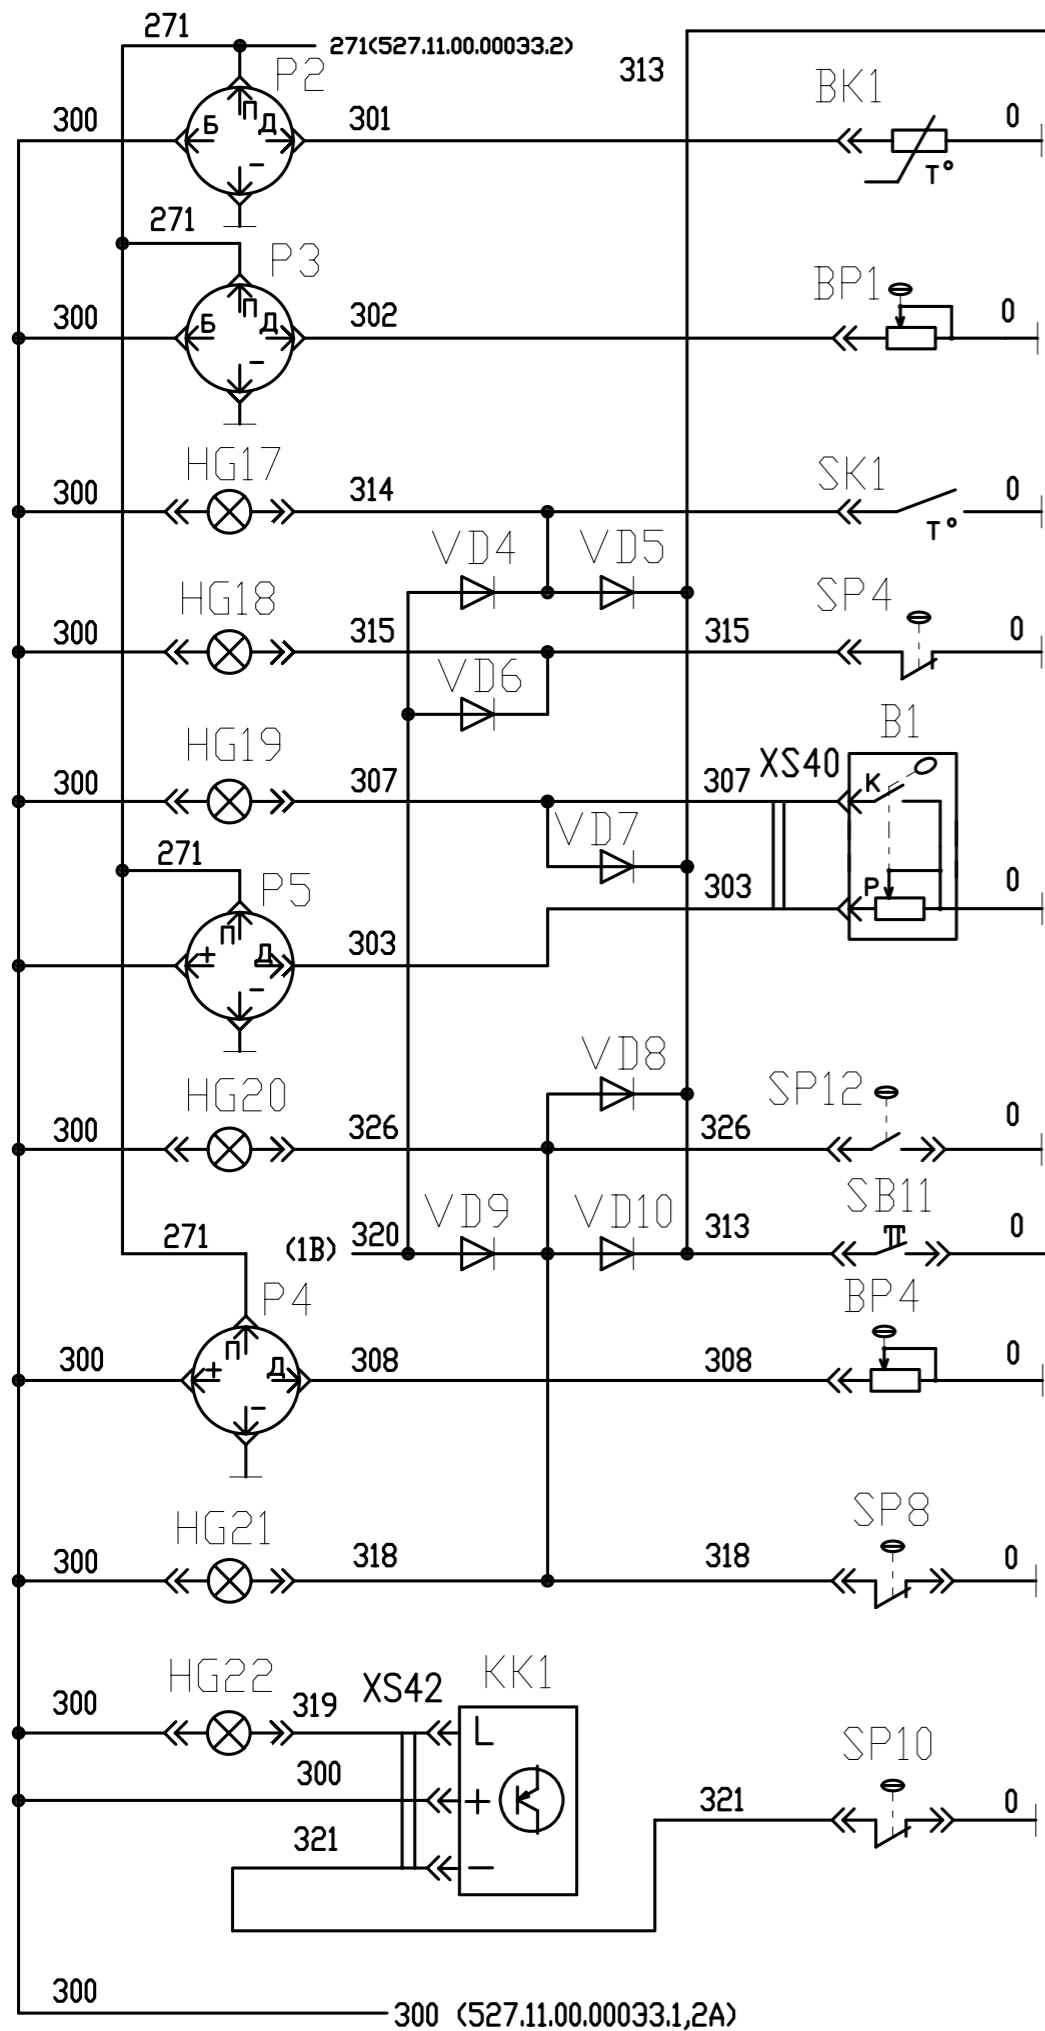 271
271(527.11.00.00033.2)
P2
313
BK1
300
Б П Д -
301
0
T°
271
P3
BP1
300
Б П Д -
302
0
HG17
SK1
300
314
0
T°
VD4
VD5
HG18
SP4
300
315
315
0
VD6
HG19
B1
300
307
307
XS40
К
VD7
271
P5
303
Р
0
+ П Д -
303
VD8
HG20
SP12
300
326
326
0
VD9
VD10
SB11
271
(1B)
320
313
0
P4
BP4
300
+ П Д -
308
308
0
HG21
SP8
300
318
318
0
HG22
XS42
KK1
300
319
L
SP10
300
+
321
0
321
-
300
300 (527.11.00.00033.1,2A)